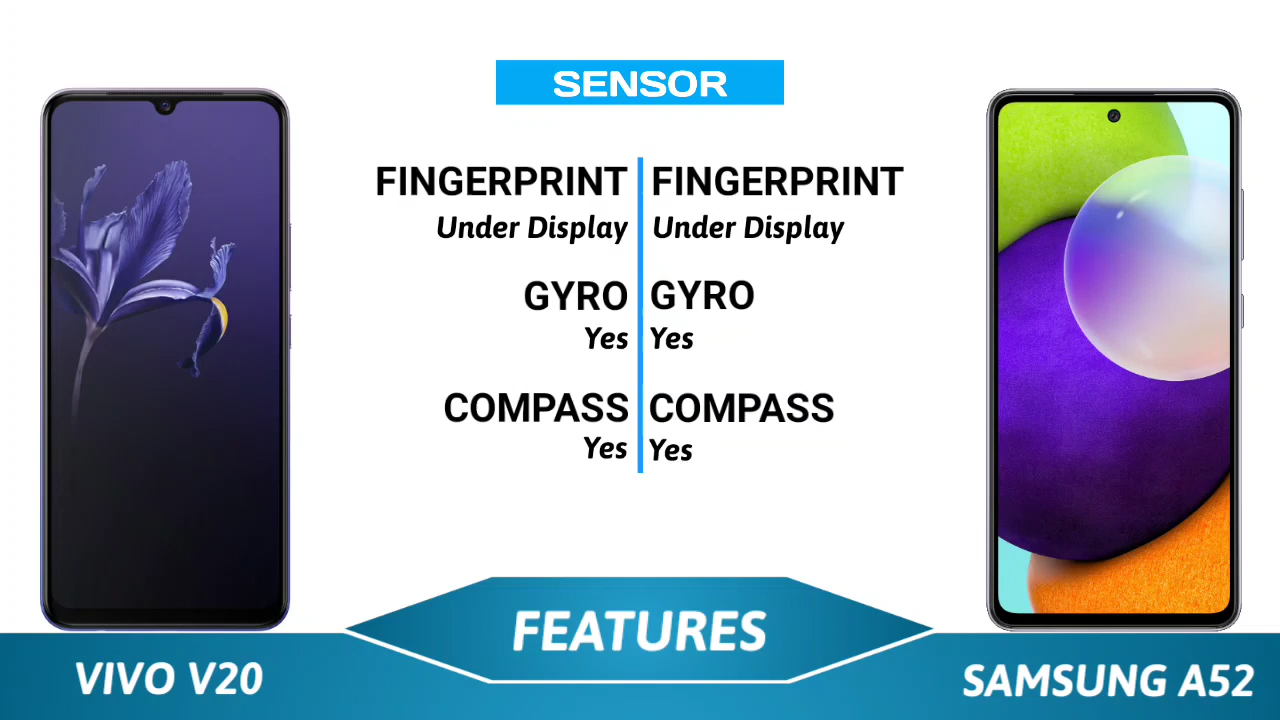 SENSOR
FINGERPRINT
Under Display
GYRO
Yes
COMPASS
Yes
FINGERPRINT
Under Display
GYRO
Yes
COMPASS
Yes
FEATURES
VIVO V20
SAMSUNG A52